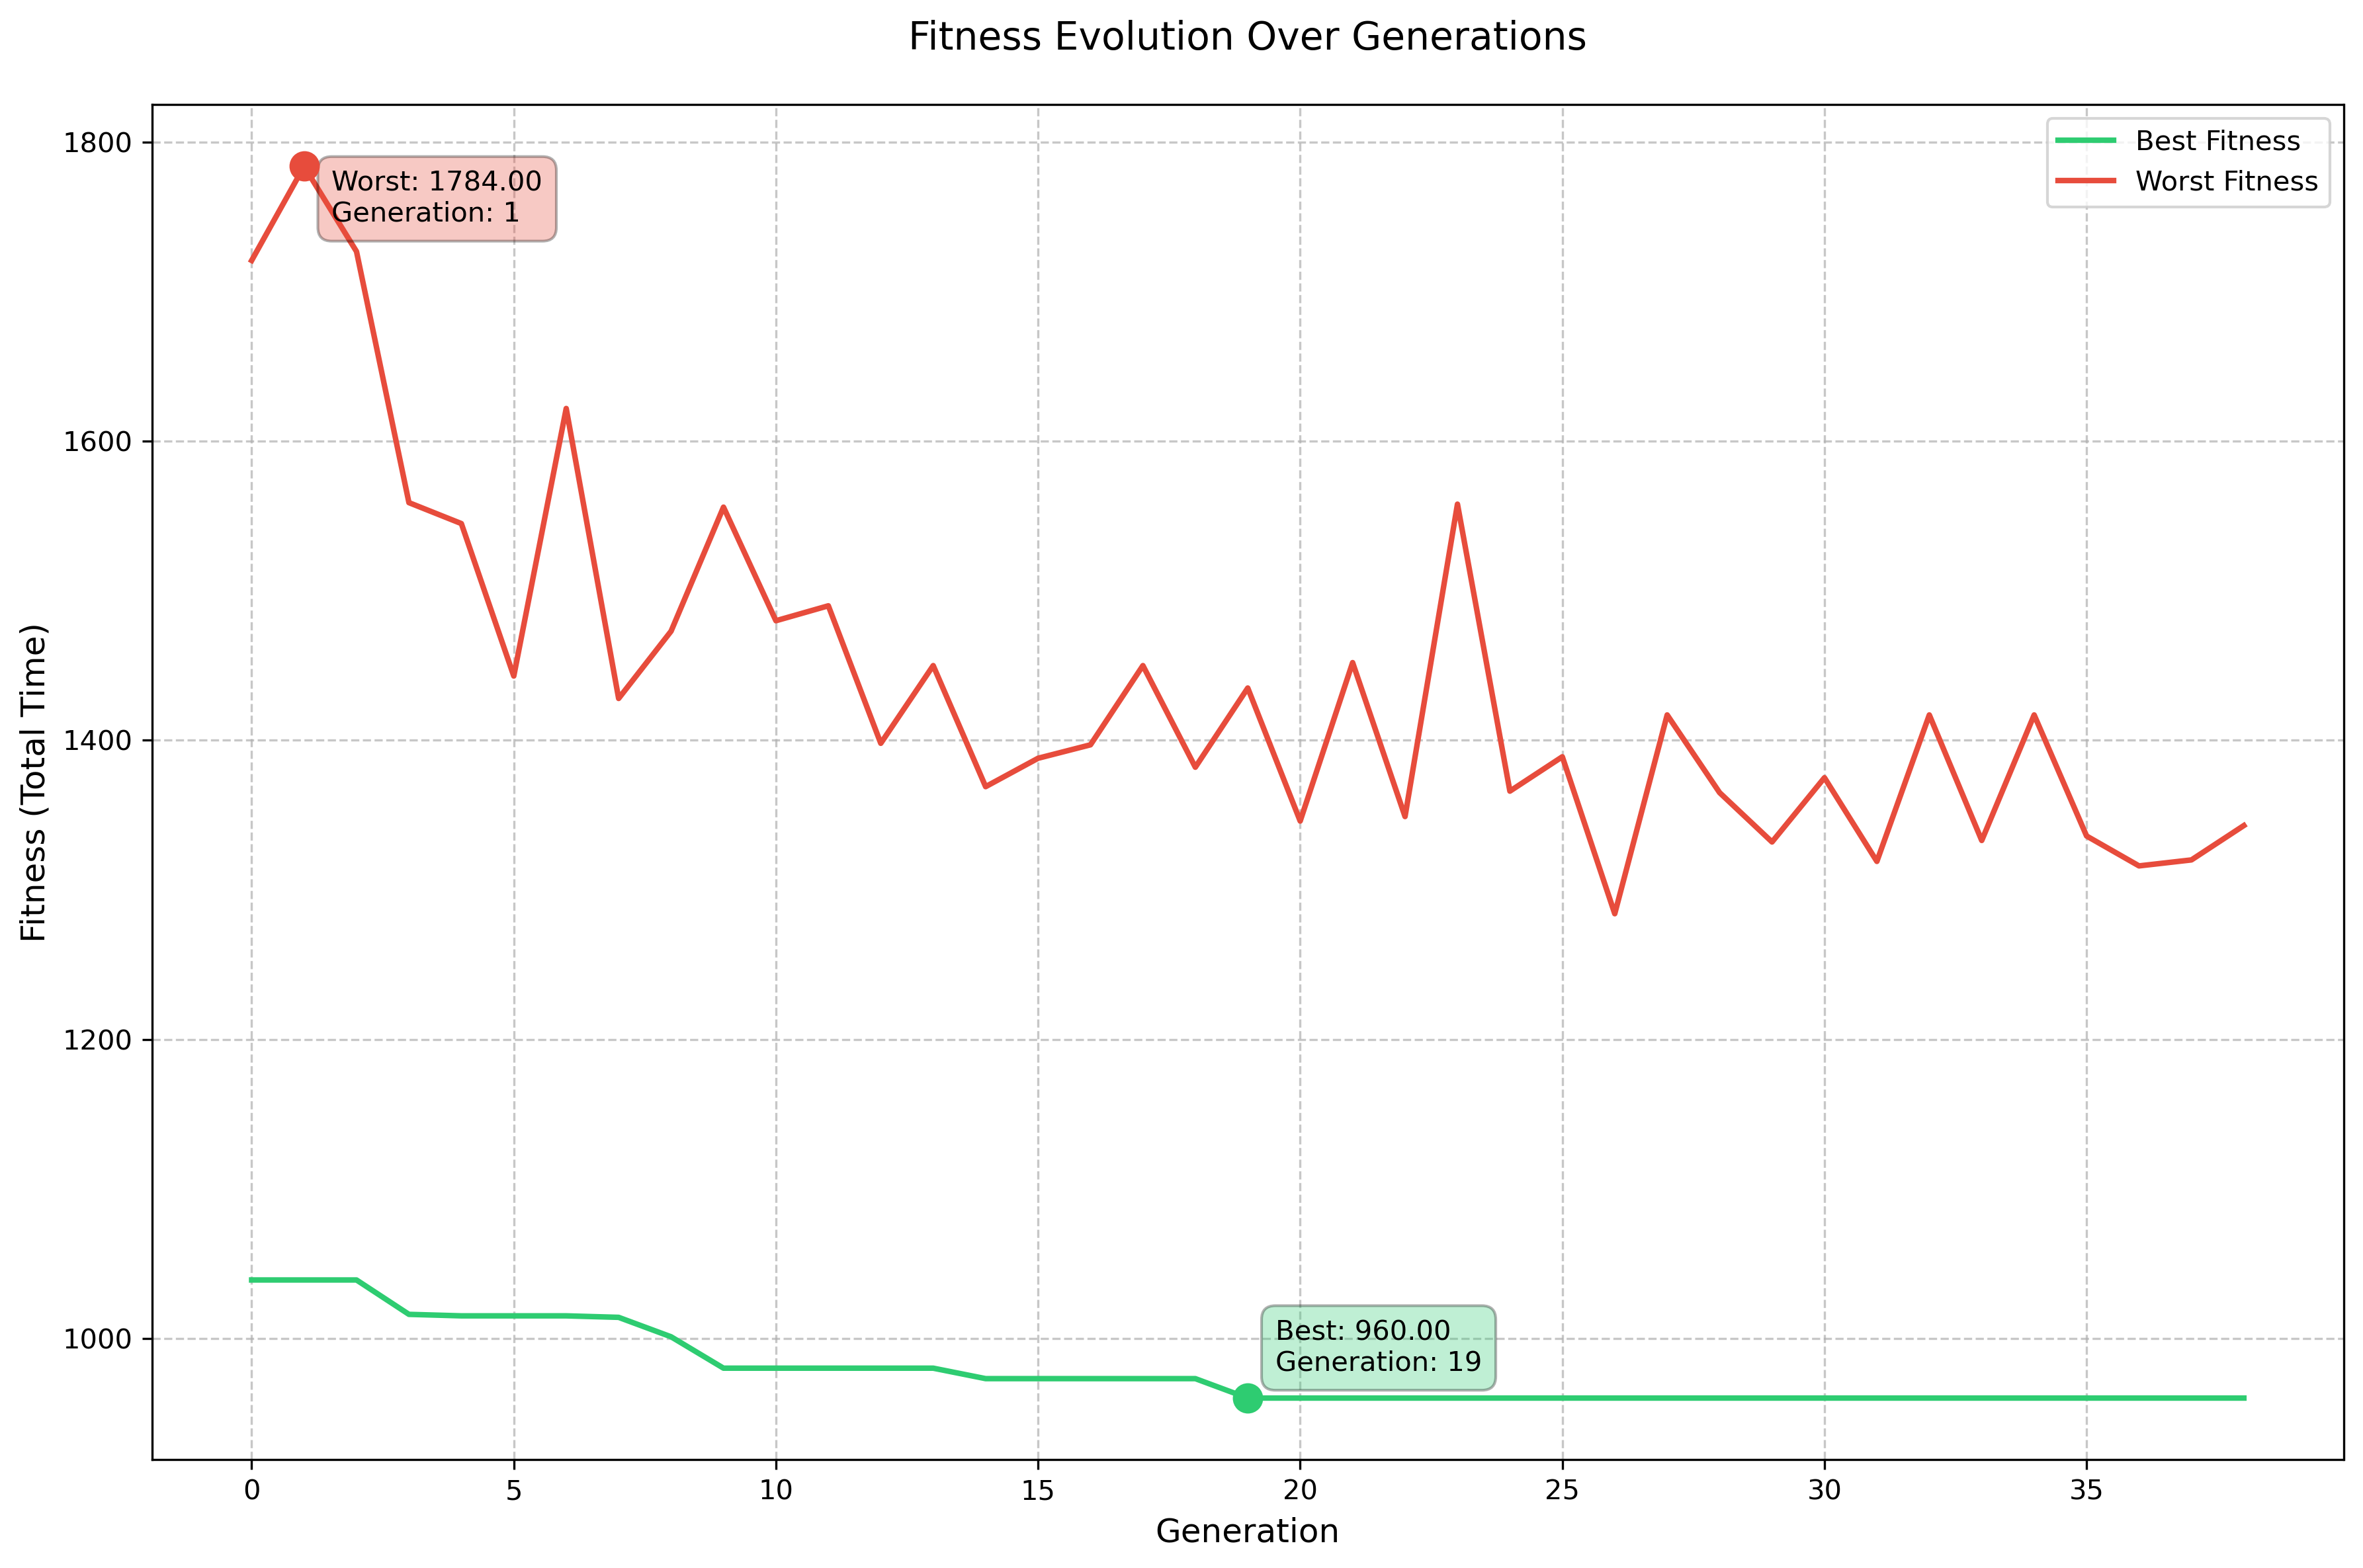 Fitness Evolution Over Generations
Best Fitness
Worst Fitness
Worst: 1784.00
Generation: 1
Best: 960.00
Generation: 19
1800
1600
1400
1200
1000
Fitness (Total Time)
0 5 10 15 20 25 30 35
Generation